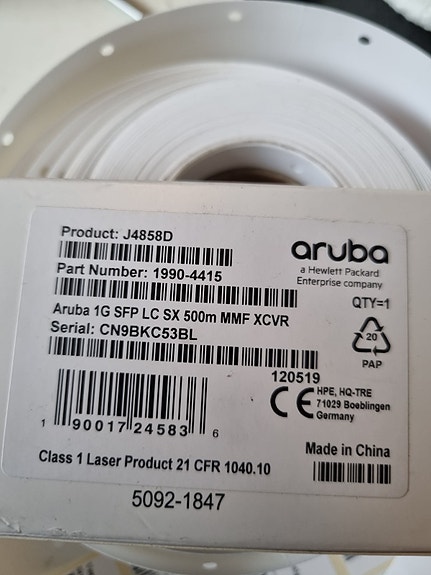 Product: J4858D
aruba
a Hewlett Packard
Enterprise company
Part Number: 1990-4415
QTY=1
Aruba 1G SFP LC SX 500m MMF XCVR
Serial: CN9BKC53BL
20
PAP
120519
CE
HPE, HQ-TRE
71029 Boeblingen
Germany
1 90017 24583 6
Made in China
Class 1 Laser Product 21 CFR 1040.10
5092-1847